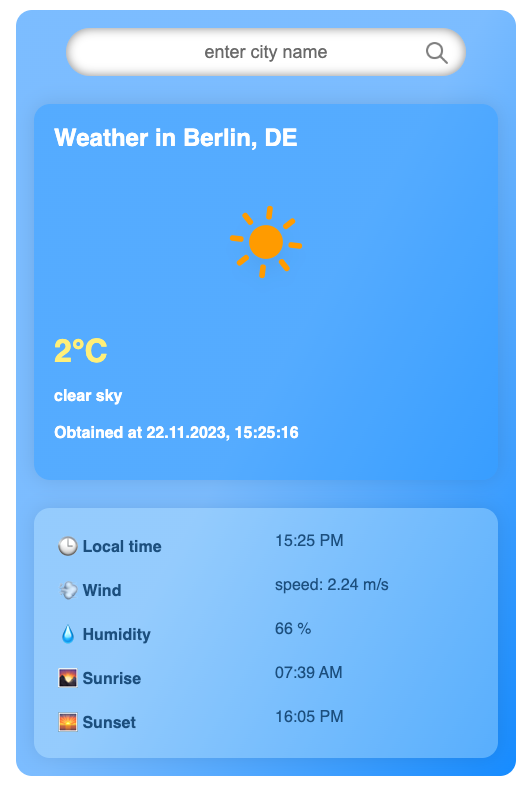 enter city name
Weather in Berlin, DE
2°C
clear sky
Obtained at 22.11.2023, 15:25:16
Local time 15:25 PM
Wind speed: 2.24 m/s
Humidity 66 %
Sunrise 07:39 AM
Sunset 16:05 PM